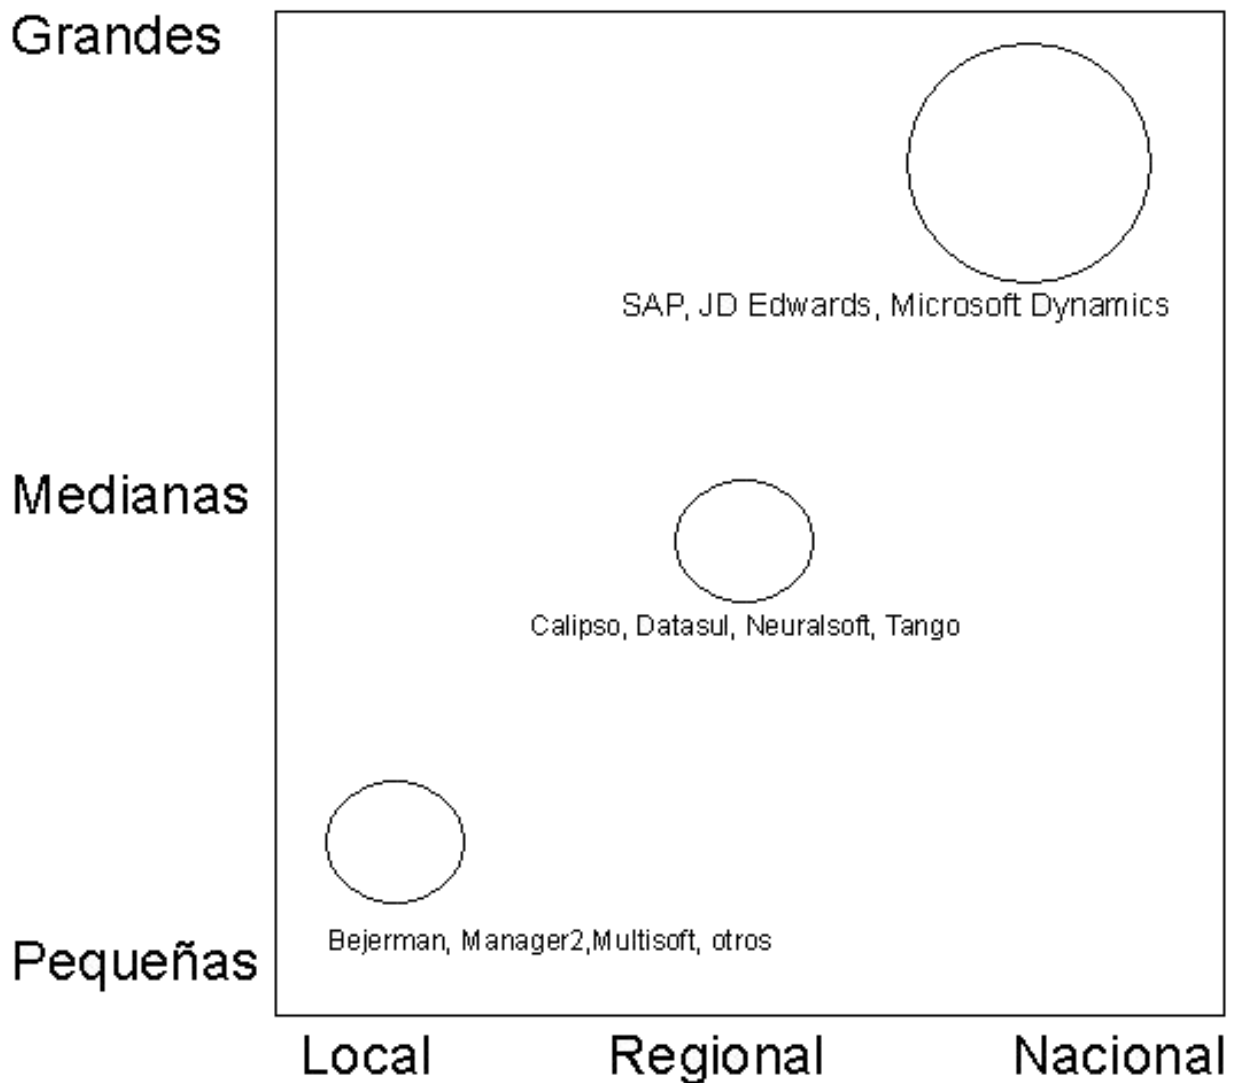 Grandes
SAP, JD Edwards, Microsoft Dynamics
Medianas
Calipso, Datasul, Neuralsoft, Tango
Bejerman, Manager2,Multisoft, otros
Pequeñas
Local Regional Nacional